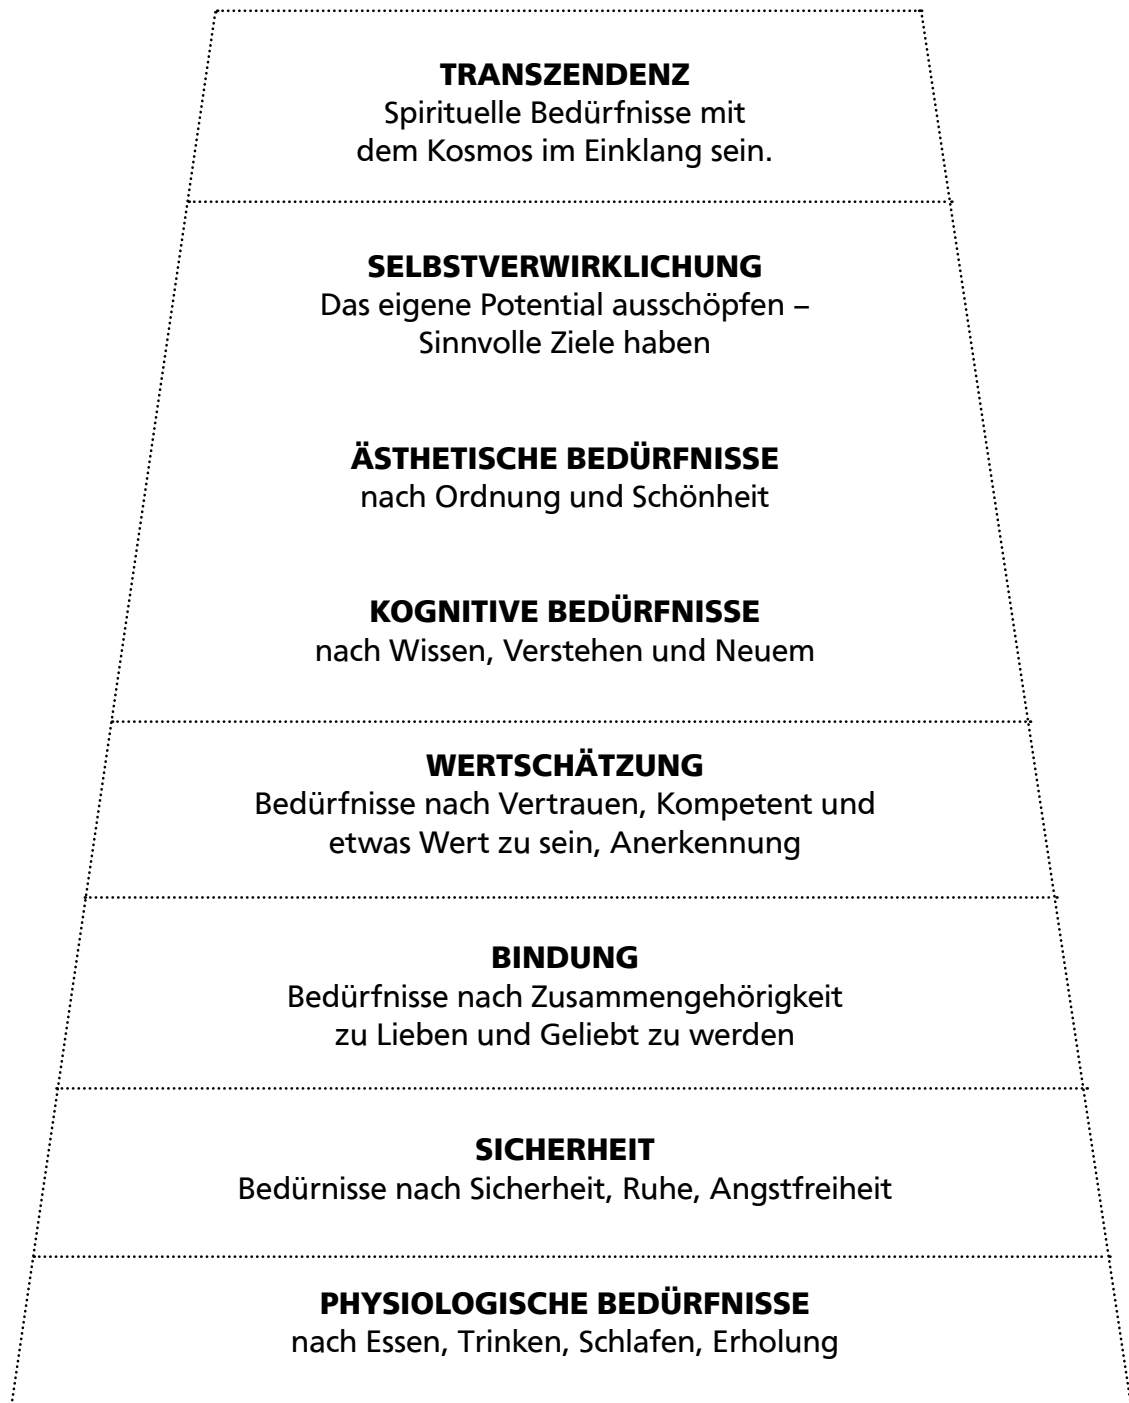 TRANSZENDENZ
Spirituelle Bedürfnisse mit
dem Kosmos im Einklang sein.
SELBSTVERWIRKLICHUNG
Das eigene Potential ausschöpfen –
Sinnvolle Ziele haben
ÄSTHETISCHE BEDÜRFNISSE
nach Ordnung und Schönheit
KOGNITIVE BEDÜRFNISSE
nach Wissen, Verstehen und Neuem
WERTSCHÄTZUNG
Bedürfnisse nach Vertrauen, Kompetent und
etwas Wert zu sein, Anerkennung
BINDUNG
Bedürfnisse nach Zusammengehörigkeit
zu Lieben und Geliebt zu werden
SICHERHEIT
Bedürnisse nach Sicherheit, Ruhe, Angstfreiheit
PHYSIOLOGISCHE BEDÜRFNISSE
nach Essen, Trinken, Schlafen, Erholung